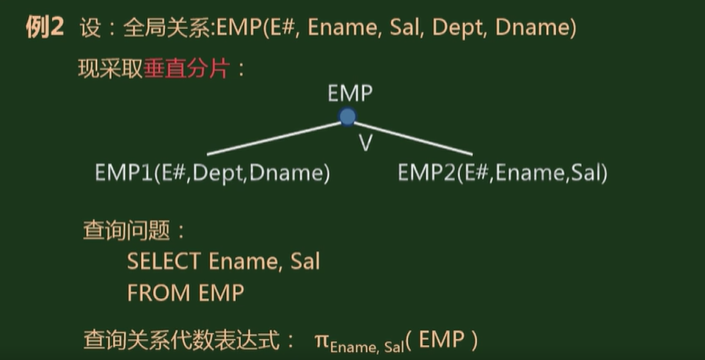 例2 设：全局关系:EMP(E#, Ename, Sal, Dept, Dname)
现采取垂直分片：
EMP
V
EMP1(E#,Dept,Dname) EMP2(E#,Ename,Sal)
查询问题：
SELECT Ename, Sal
FROM EMP
查询关系代数表达式： πEname, Sal( EMP )